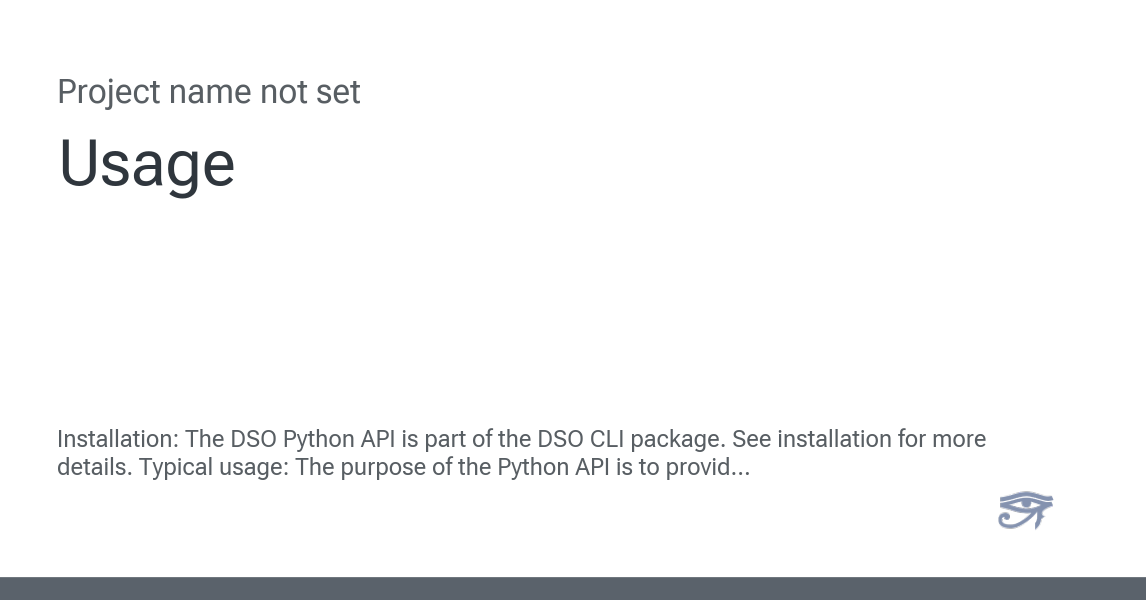 Project name not set
Usage
Installation: The DSO Python API is part of the DSO CLI package. See installation for more
details. Typical usage: The purpose of the Python API is to provid...